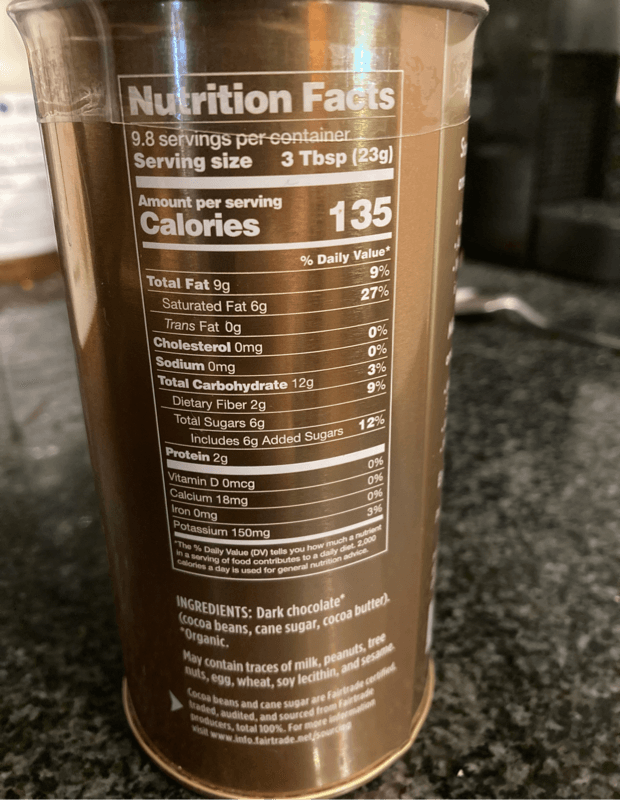 Nutrition Facts
9.8 servings per container
Serving size 3 Tbsp (23g)
Amount per serving
Calories 135
% Daily Value*
Total Fat 9g 9%
Saturated Fat 6g 27%
Trans Fat 0g
Cholesterol 0mg 0%
Sodium 0mg 0%
Total Carbohydrate 12g 3%
Dietary Fiber 2g 9%
Total Sugars 6g
Includes 6g Added Sugars 12%
Protein 2g
Vitamin D 0mcg 0%
Calcium 18mg 0%
Iron 0mg 0%
Potassium 150mg 3%
*The % Daily Value (DV) tells you how much a nutrient
in a serving of food contributes to a daily diet. 2,000
calories a day is used for general nutrition advice.
INGREDIENTS: Dark chocolate*
(cocoa beans, cane sugar, cocoa butter).
*Organic.
May contain traces of milk, peanuts, tree
nuts, egg, wheat, soy lecithin, and sesame.
Cocoa beans and cane sugar are Fairtrade certified,
traded, audited, and sourced from Fairtrade
producers, total 100%. For more information
visit www.info.fairtrade.net/sourcing